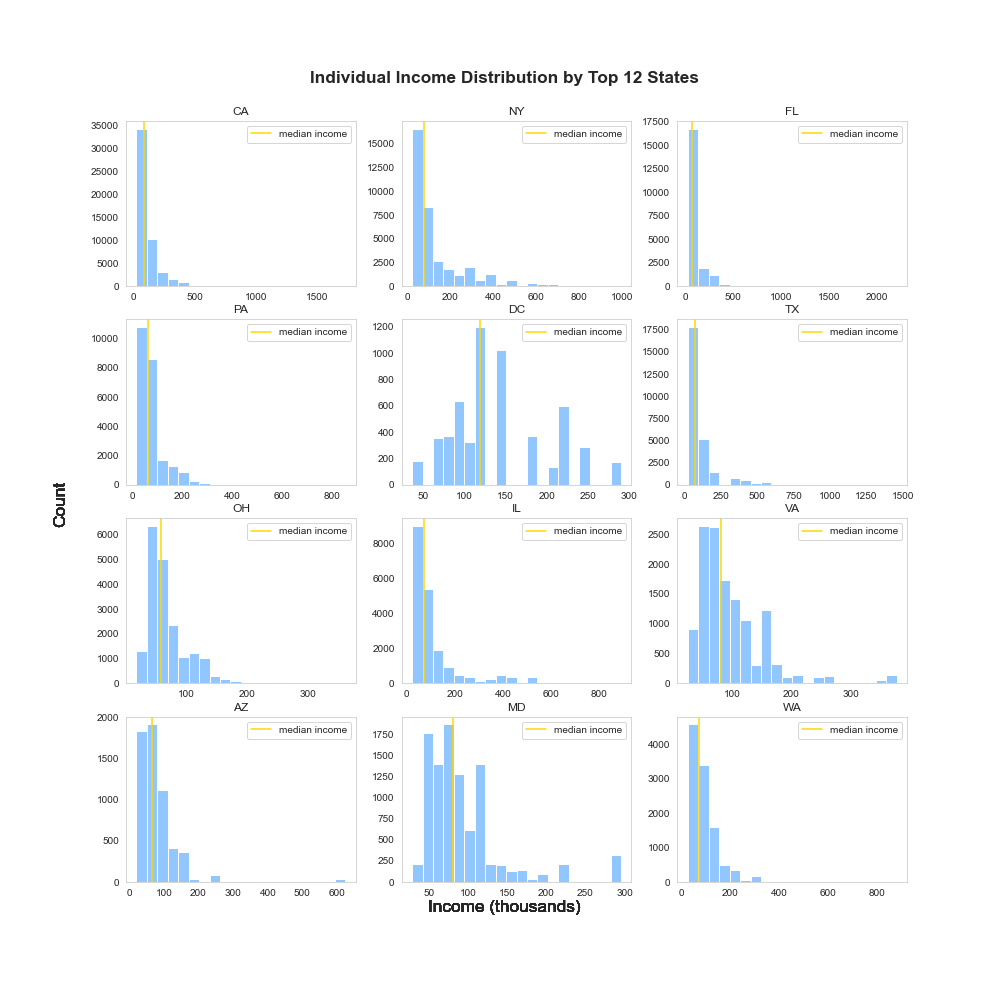 Individual Income Distribution by Top 12 States
CA
NY
FL
median income
median income
median income
35000
30000
25000
20000
15000
10000
5000
0
15000
12500
10000
7500
5000
2500
0
17500
15000
12500
10000
7500
5000
2500
0
0 500 1000 1500
0 200 400 600 800 1000
0 500 1000 1500 2000
PA
DC
TX
median income
median income
median income
10000
8000
6000
4000
2000
0
1200
1000
800
600
400
200
0
17500
15000
12500
10000
7500
5000
2500
0
0 200 400 600 800
50 100 150 200 250 300
0 250 500 750 1000 1250 1500
Count
OH
IL
VA
median income
median income
median income
6000
5000
4000
3000
2000
1000
0
8000
6000
4000
2000
0
2500
2000
1500
1000
500
0
100 200 300
0 200 400 600 800
100 200 300
AZ
MD
WA
median income
median income
median income
2000
1500
1000
500
0
1750
1500
1250
1000
750
500
250
0
4000
3000
2000
1000
0
0 100 200 300 400 500 600
50 100 150 200 250 300
0 200 400 600 800
Income (thousands)